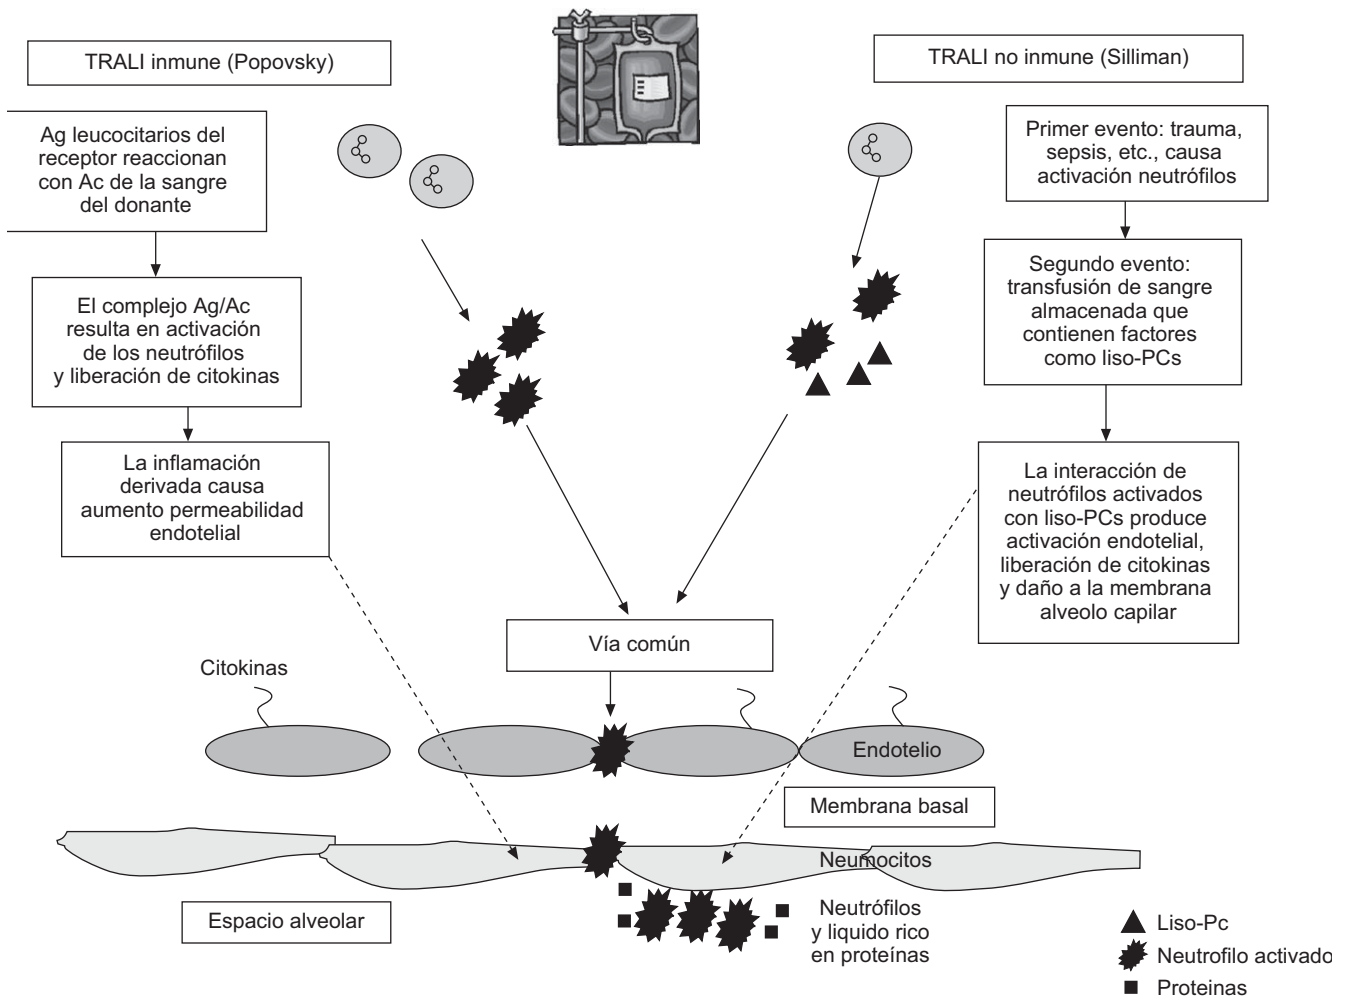 TRALI inmune (Popovsky)
TRALI no inmune (Silliman)
Ag leucocitarios del
receptor reaccionan
con Ac de la sangre
del donante
Primer evento: trauma,
sepsis, etc., causa
activación neutrófilos
El complejo Ag/Ac
resulta en activación
de los neutrófilos
y liberación de citokinas
Segundo evento:
transfusión de sangre
almacenada que
contienen factores
como liso-PCs
La inflamación
derivada causa
aumento permeabilidad
endotelial
La interacción de
neutrófilos activados
con liso-PCs produce
activación endotelial,
liberación de citokinas
y daño a la membrana
alveolo capilar
Vía común
Citokinas
Endotelio
Membrana basal
Neumocitos
Espacio alveolar
Neutrófilos
y liquido rico
en proteínas
Liso-Pc
Neutrofilo activado
Proteinas